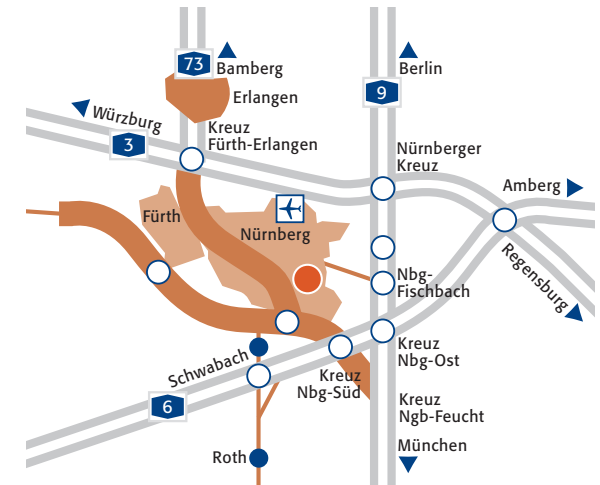 73
Bamberg
Berlin
9
Erlangen
Würzburg
3
Kreuz
Fürth-Erlangen
Nürnberger
Kreuz
Amberg
Fürth
Nürnberg
Regensburg
Nbg-
Fischbach
Schwabach
Kreuz
Nbg-Süd
Kreuz
Nbg-Ost
6
Kreuz
Ngb-Feucht
München
Roth